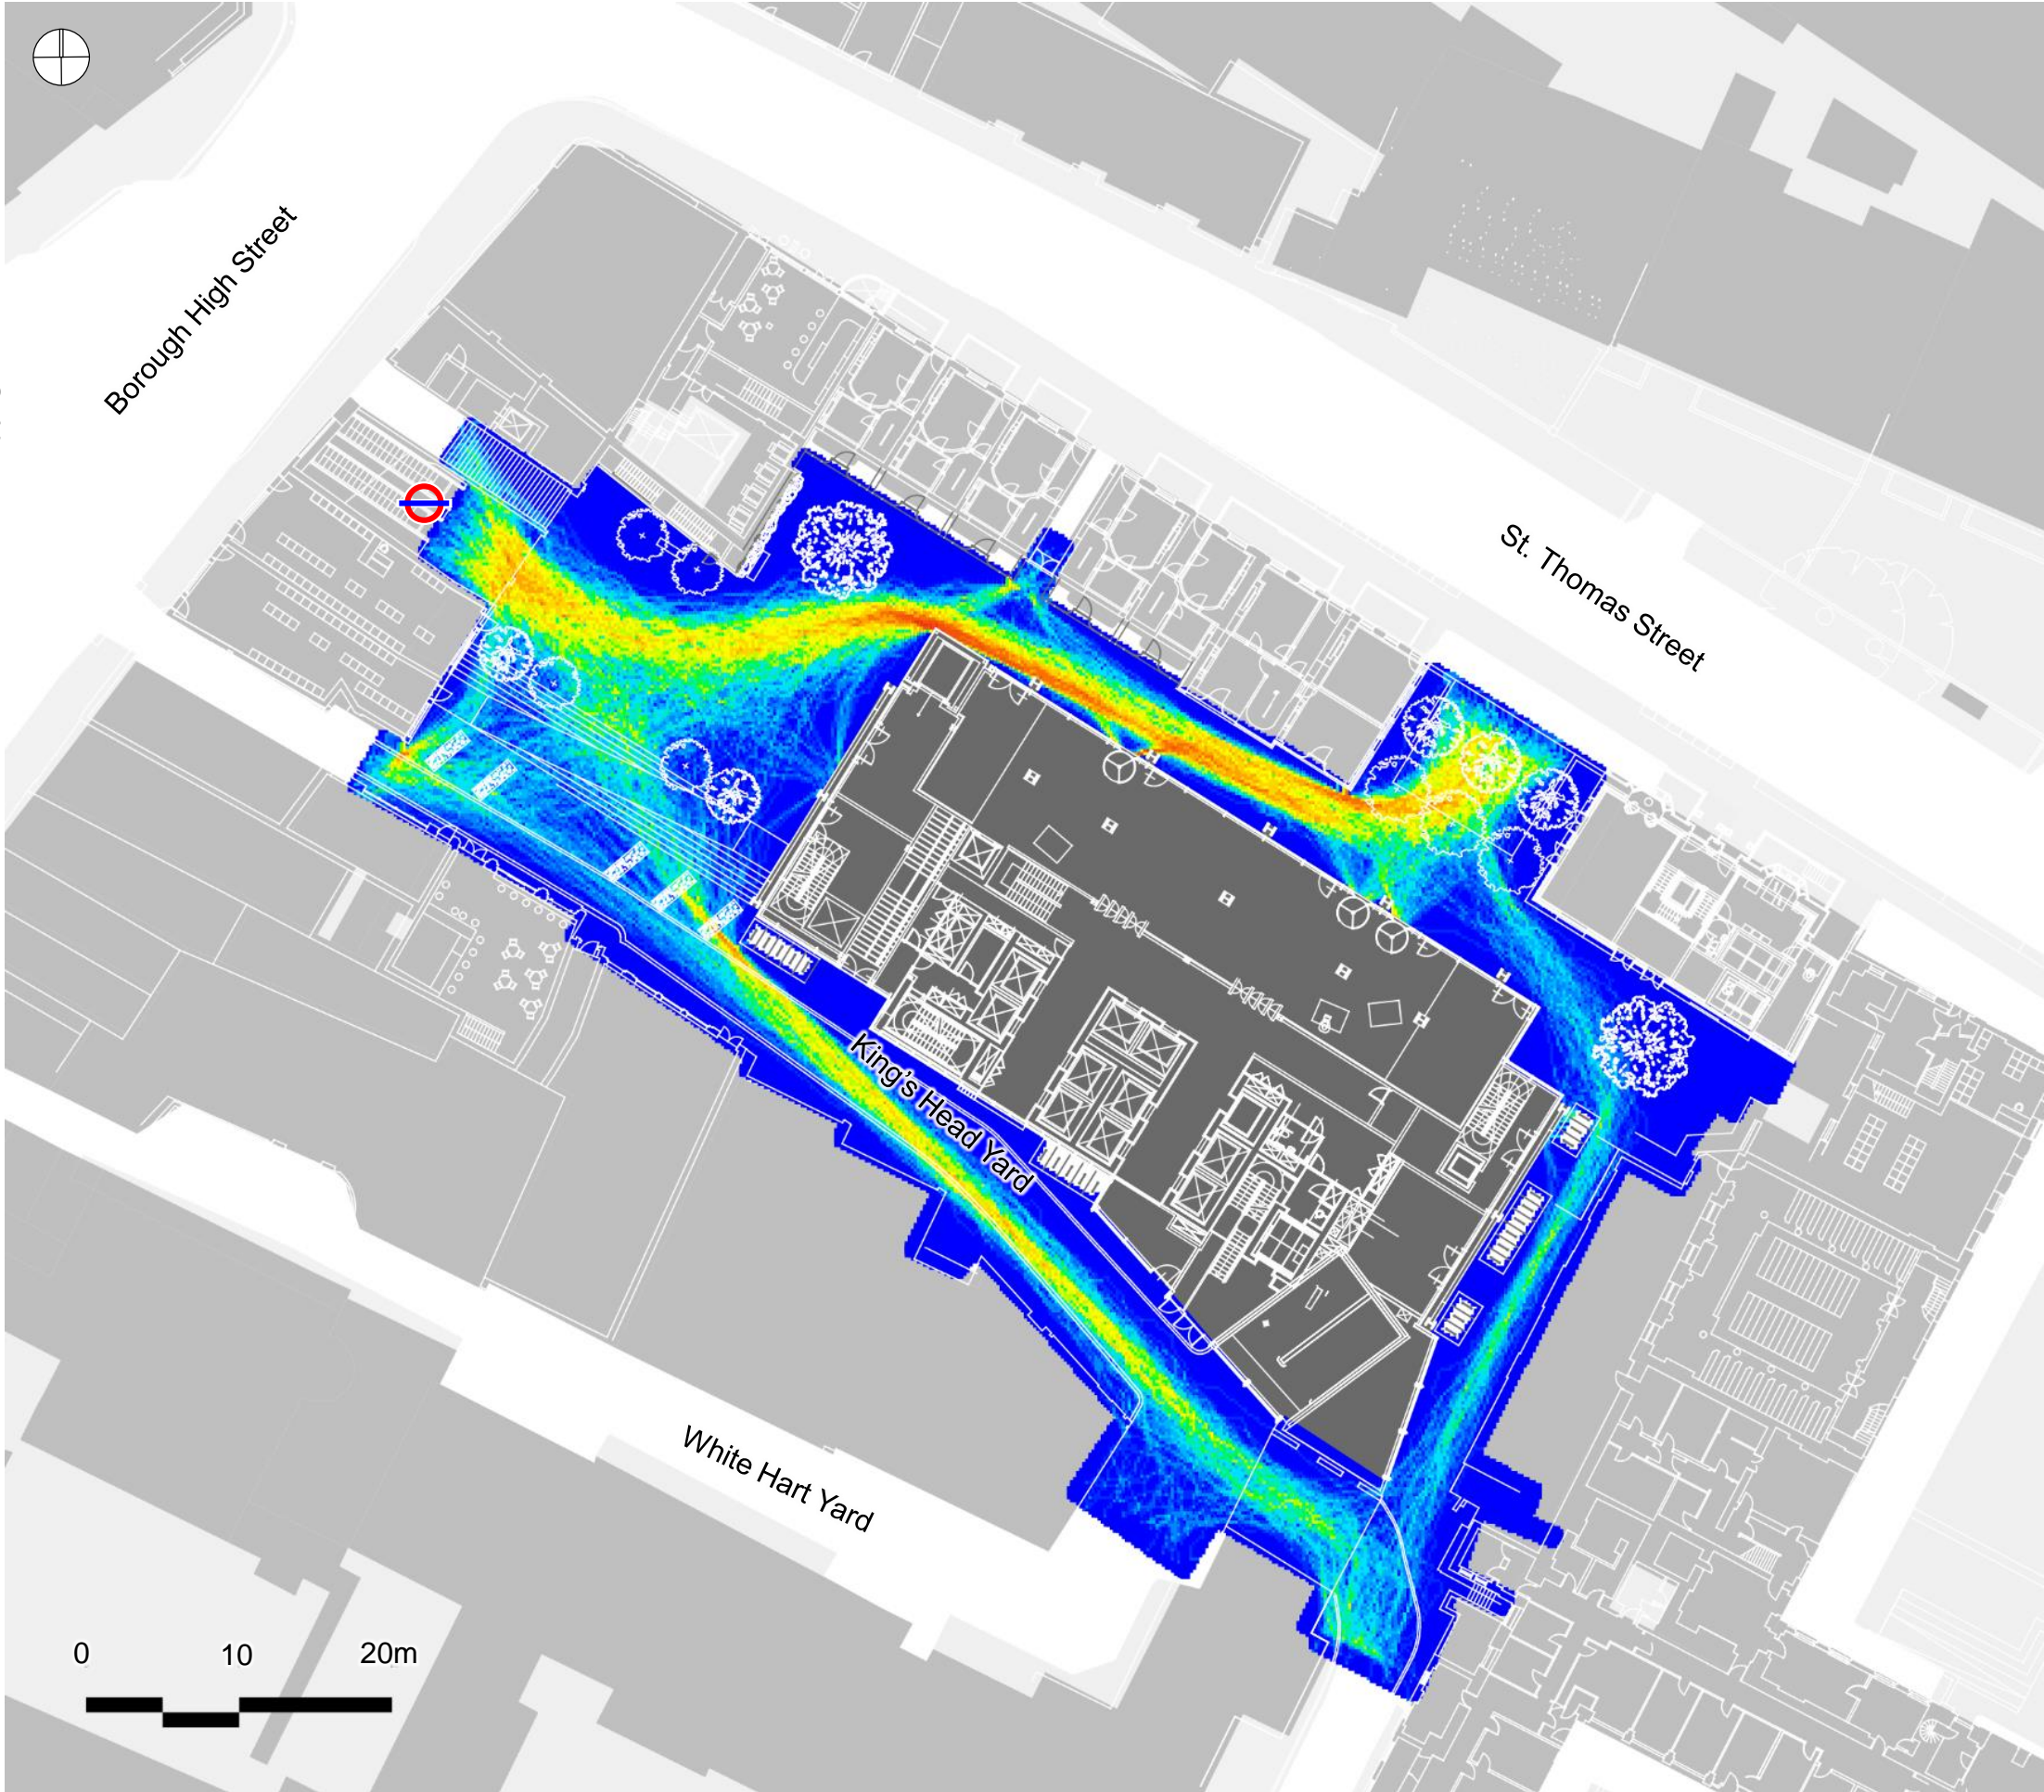 Borough High Street
St. Thomas Street
King's Head Yard
White Hart Yard
0 10 20m